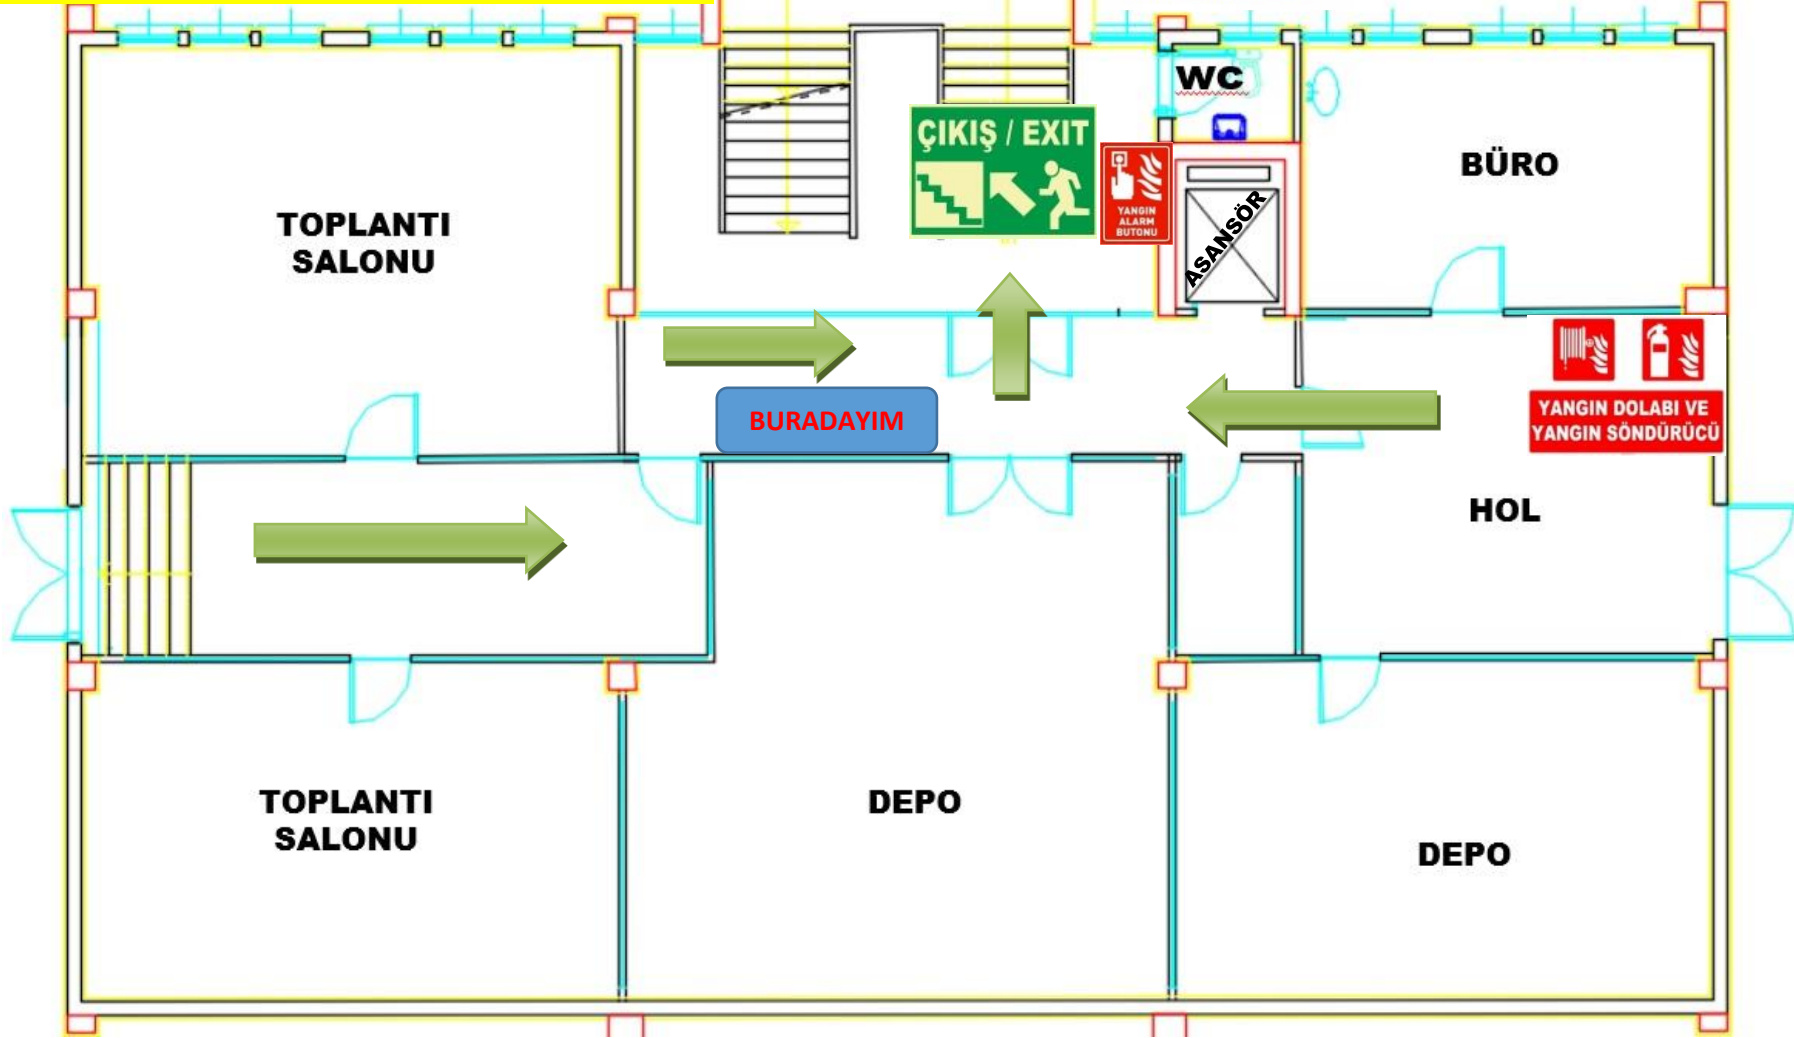 WC
ÇIKIŞ / EXIT
YANGIN
ALARM
BUTONU
ASANSÖR
BÜRO
TOPLANTI
SALONU
BURADAYIM
YANGIN DOLABI VE
YANGIN SÖNDÜRÜCÜ
HOL
TOPLANTI
SALONU
DEPO
DEPO